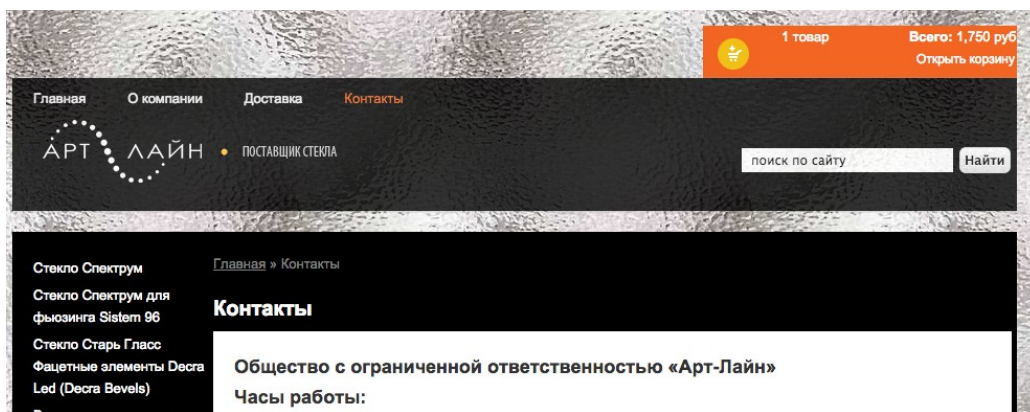 1 товар Всего: 1,750 руб
Открыть корзину
Главная О компании Доставка Контакты
АРТ ЛАЙН • ПОСТАВЩИК СТЕКЛА
поиск по сайту Найти
Главная » Контакты
Контакты
Стекло Спектрум
Стекло Спектрум для
фьюзинга Sistem 96
Стекло Старь Гласс
Фацетные элементы Decra
Led (Decra Bevels)
Общество с ограниченной ответственностью «Арт-Лайн»
Часы работы: